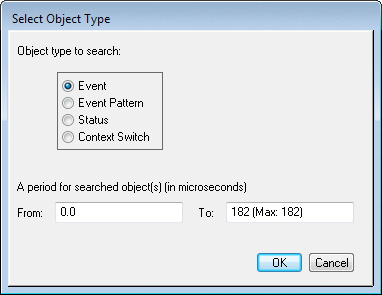 Select Object Type
Object type to search:
Event
Event Pattern
Status
Context Switch
A period for searched object(s) (in microseconds)
From: 0.0 To: 182 (Max: 182)
OK Cancel